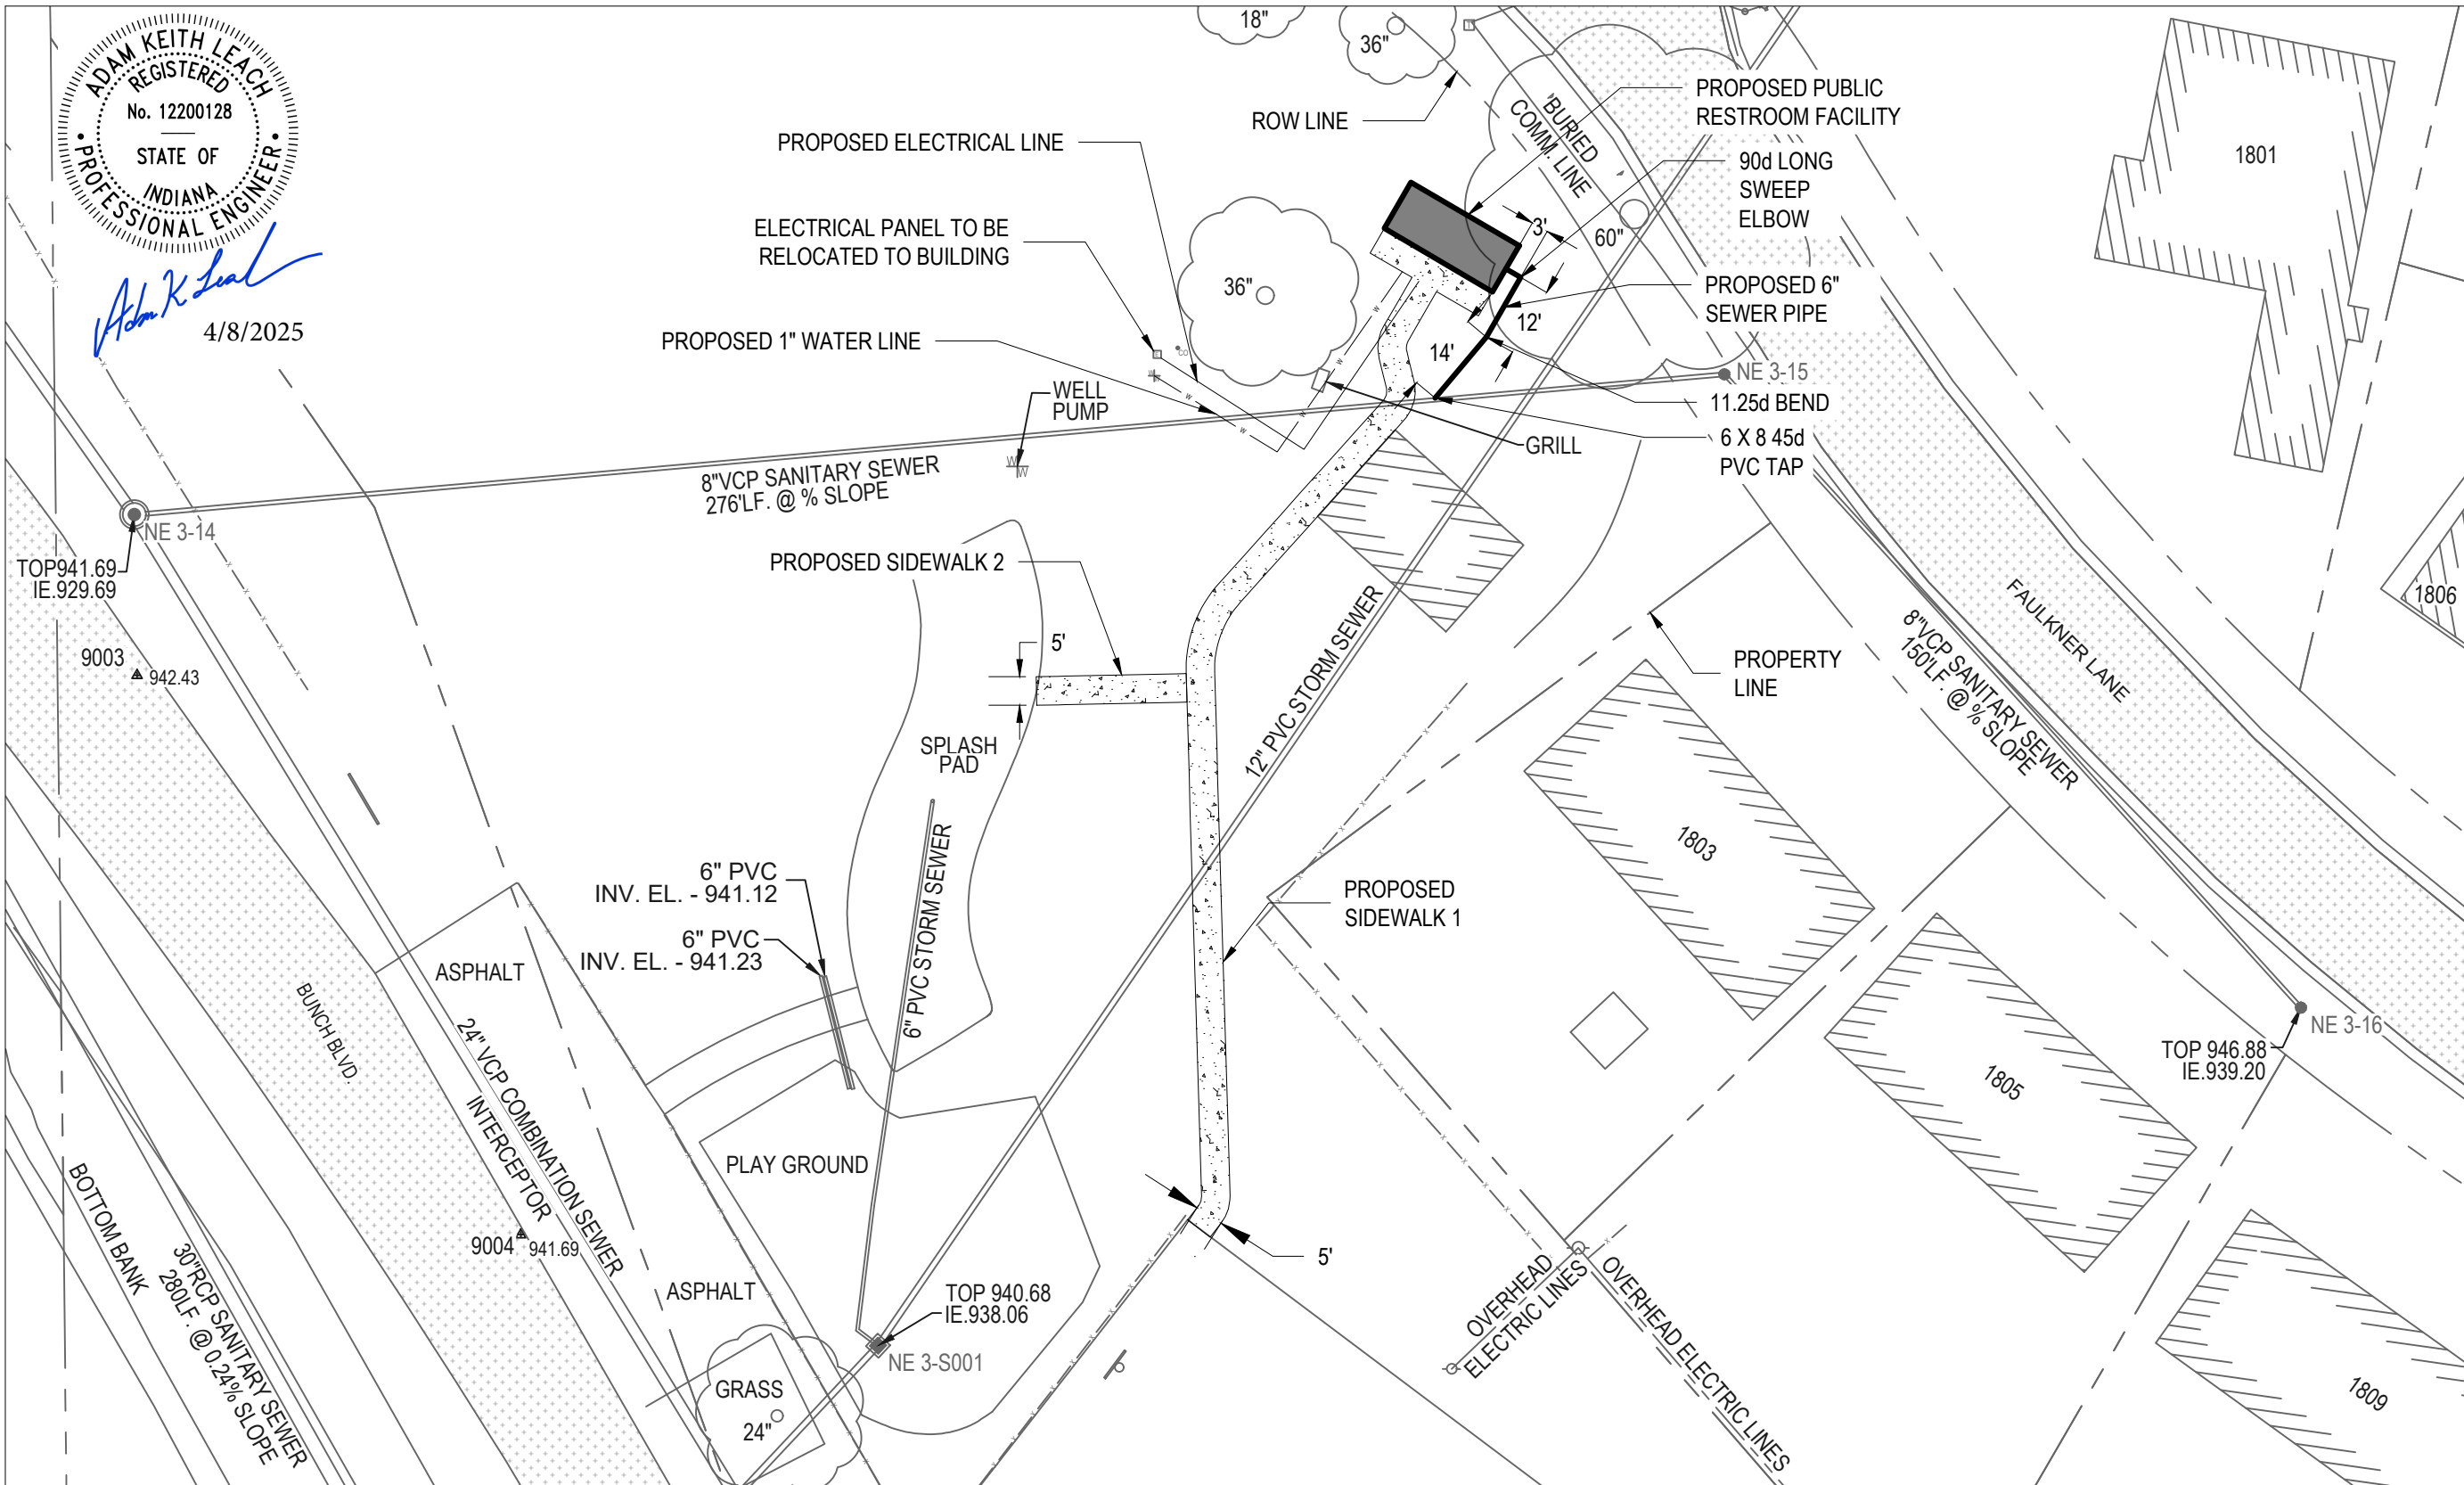 ADAM KEITH LEACH
REGISTERED
No. 12200128
STATE OF
INDIANA
PROFESSIONAL ENGINEER
4/8/2025
18"
36"
ROW LINE
BURIED
COMM. LINE
PROPOSED PUBLIC
RESTROOM FACILITY
90d LONG
SWEEP
ELBOW
1801
PROPOSED ELECTRICAL LINE
ELECTRICAL PANEL TO BE
RELOCATED TO BUILDING
36"
3'
60"
PROPOSED 6"
SEWER PIPE
12'
14'
PROPOSED 1" WATER LINE
CO
WELL
PUMP
NE 3-15
11.25d BEND
GRILL
6 X 8 45d
PVC TAP
8"VCP SANITARY SEWER
276'LF. @ % SLOPE
NE 3-14
TOP941.69
IE.929.69
PROPOSED SIDEWALK 2
5'
9003
942.43
SPLASH
PAD
12" PVC STORM SEWER
PROPERTY
LINE
FAULKNER LANE
8"VCP SANITARY SEWER
150'LF. @ % SLOPE
1806
1803
6" PVC
INV. EL. - 941.12
6" PVC
INV. EL. - 941.23
6" PVC STORM SEWER
PROPOSED
SIDEWALK 1
ASPHALT
BUNCH BLVD.
24" VCP COMBINATION SEWER
INTERCEPTOR
NE 3-16
TOP 946.88
IE.939.20
1805
PLAY GROUND
BOTTOM BANK
30"RCP SANITARY SEWER
280LF. @ 0.24% SLOPE
9004
941.69
ASPHALT
TOP 940.68
IE.938.06
NE 3-S001
5'
OVERHEAD
ELECTRIC LINES
OVERHEAD ELECTRIC LINES
GRASS
24"
1809